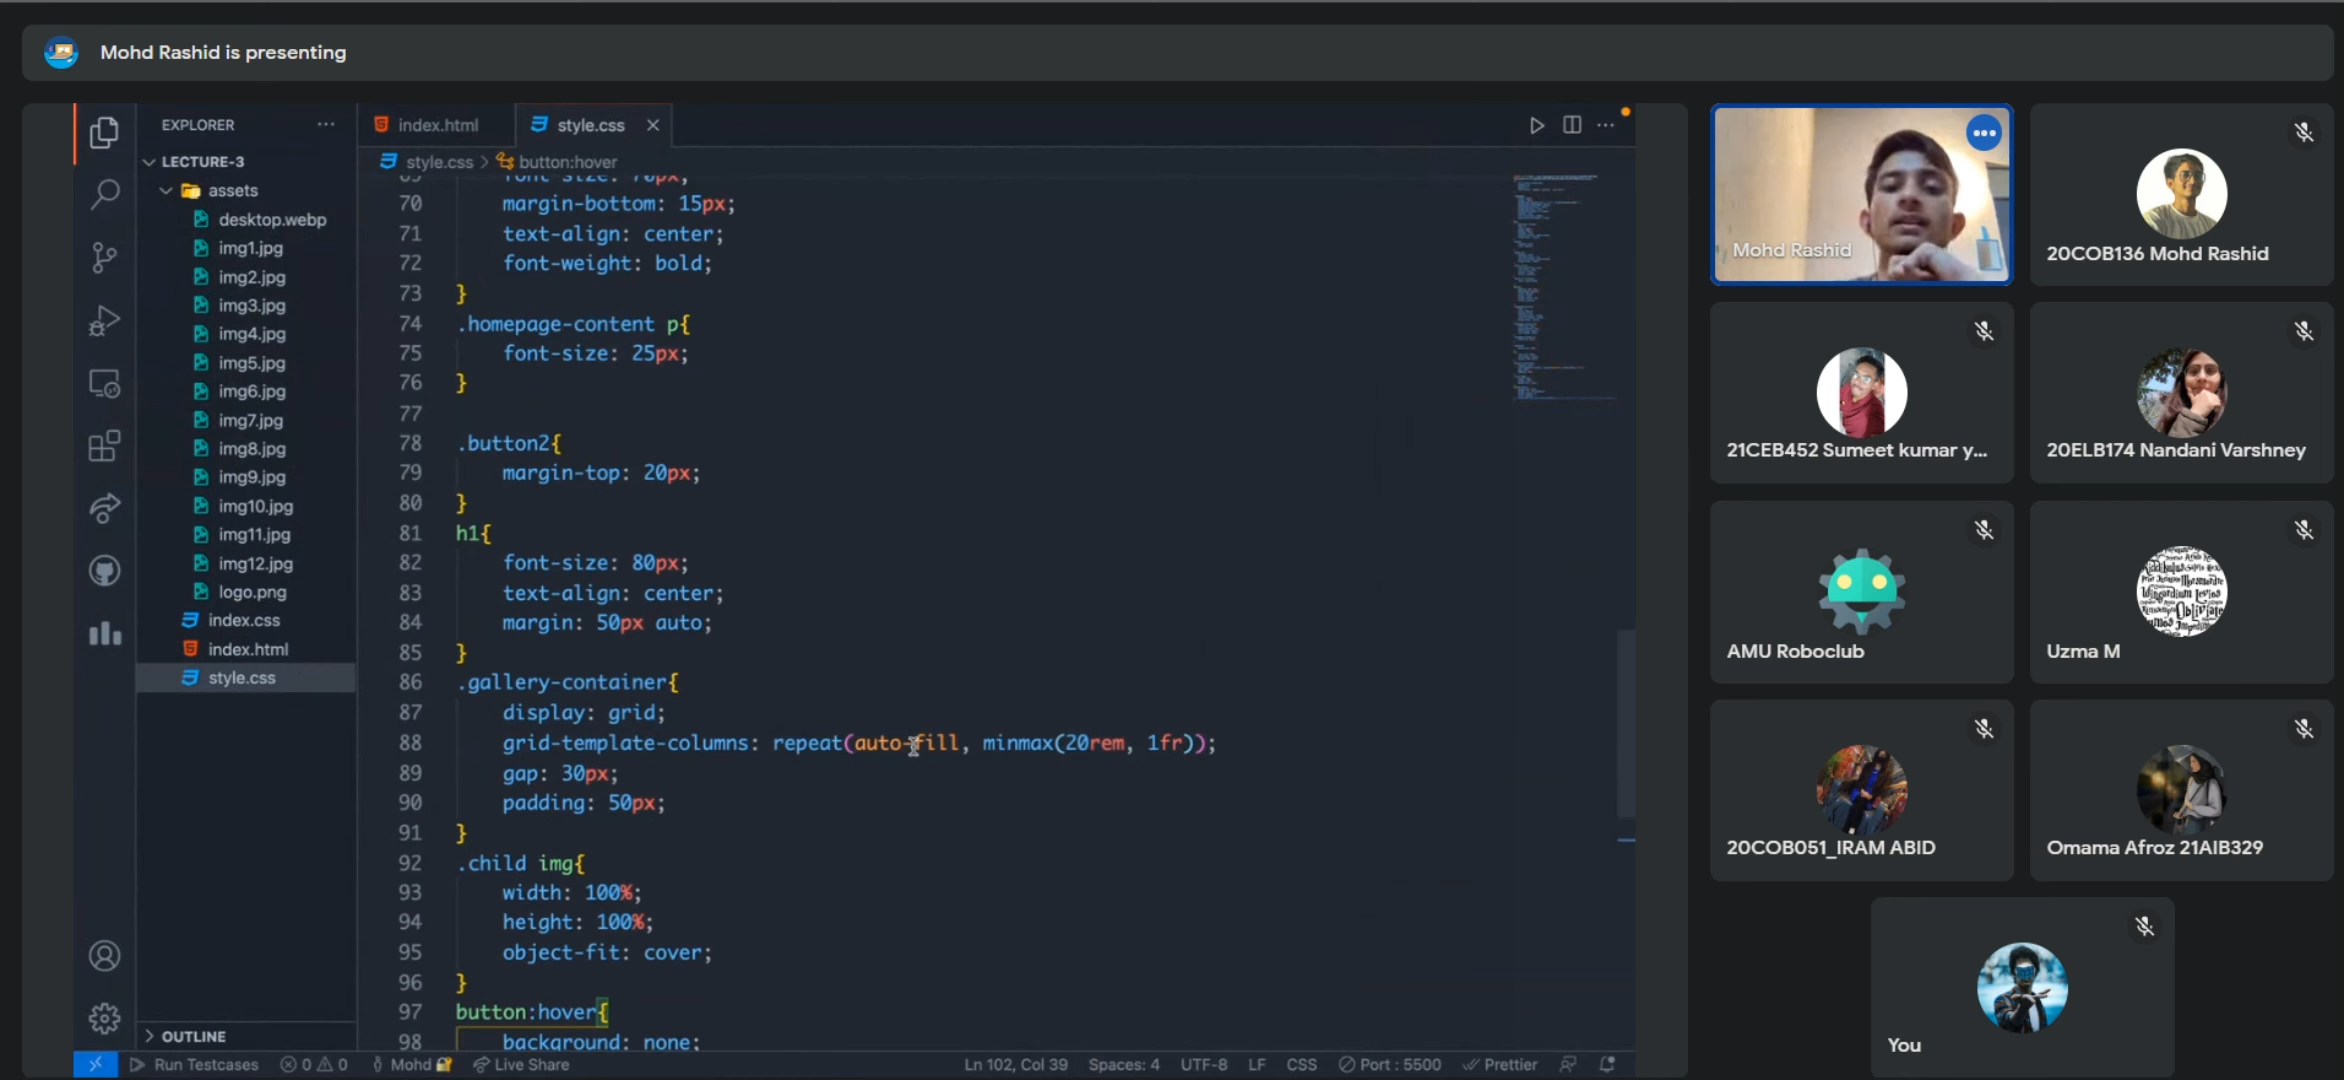 Mohd Rashid is presenting
EXPLORER
LECTURE-3
assets
desktop.webp
img1.jpg
img2.jpg
img3.jpg
img4.jpg
img5.jpg
img6.jpg
img7.jpg
img8.jpg
img9.jpg
img10.jpg
img11.jpg
img12.jpg
logo.png
index.css
index.html
style.css
OUTLINE
index.html
style.css
style.css > button:hover
69 font-size: 70px;
70 margin-bottom: 15px;
71 text-align: center;
72 font-weight: bold;
73 }
74 .homepage-content p{
75 font-size: 25px;
76 }
77
78 .button2{
79 margin-top: 20px;
80 }
81 h1{
82 font-size: 80px;
83 text-align: center;
84 margin: 50px auto;
85 }
86 .gallery-container{
87 display: grid;
88 grid-template-columns: repeat(auto-fill, minmax(20rem, 1fr));
89 gap: 30px;
90 padding: 50px;
91 }
92 .child img{
93 width: 100%;
94 height: 100%;
95 object-fit: cover;
96 }
97 button:hover{
98 background: none;
Run Testcases
0 0
Mohd
Live Share
Ln 102, Col 39
Spaces: 4
UTF-8
LF
CSS
Port : 5500
Prettier
Mohd Rashid
20COB136 Mohd Rashid
21CEB452 Sumeet kumar y...
20ELB174 Nandani Varshney
AMU Roboclub
Uzma M
20COB051_IRAM ABID
Omama Afroz 21AIB329
You